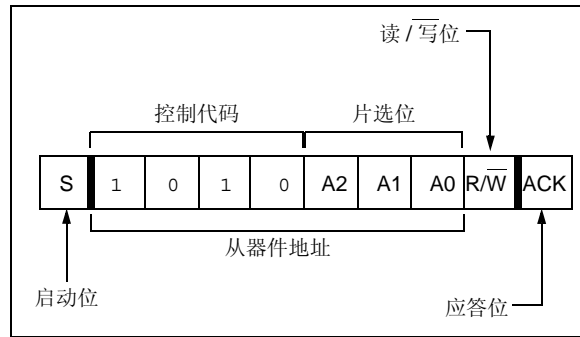 读 / 写位
控制代码 片选位
S 1 0 1 0 A2 A1 A0 R/W ACK
从器件地址
启动位
应答位